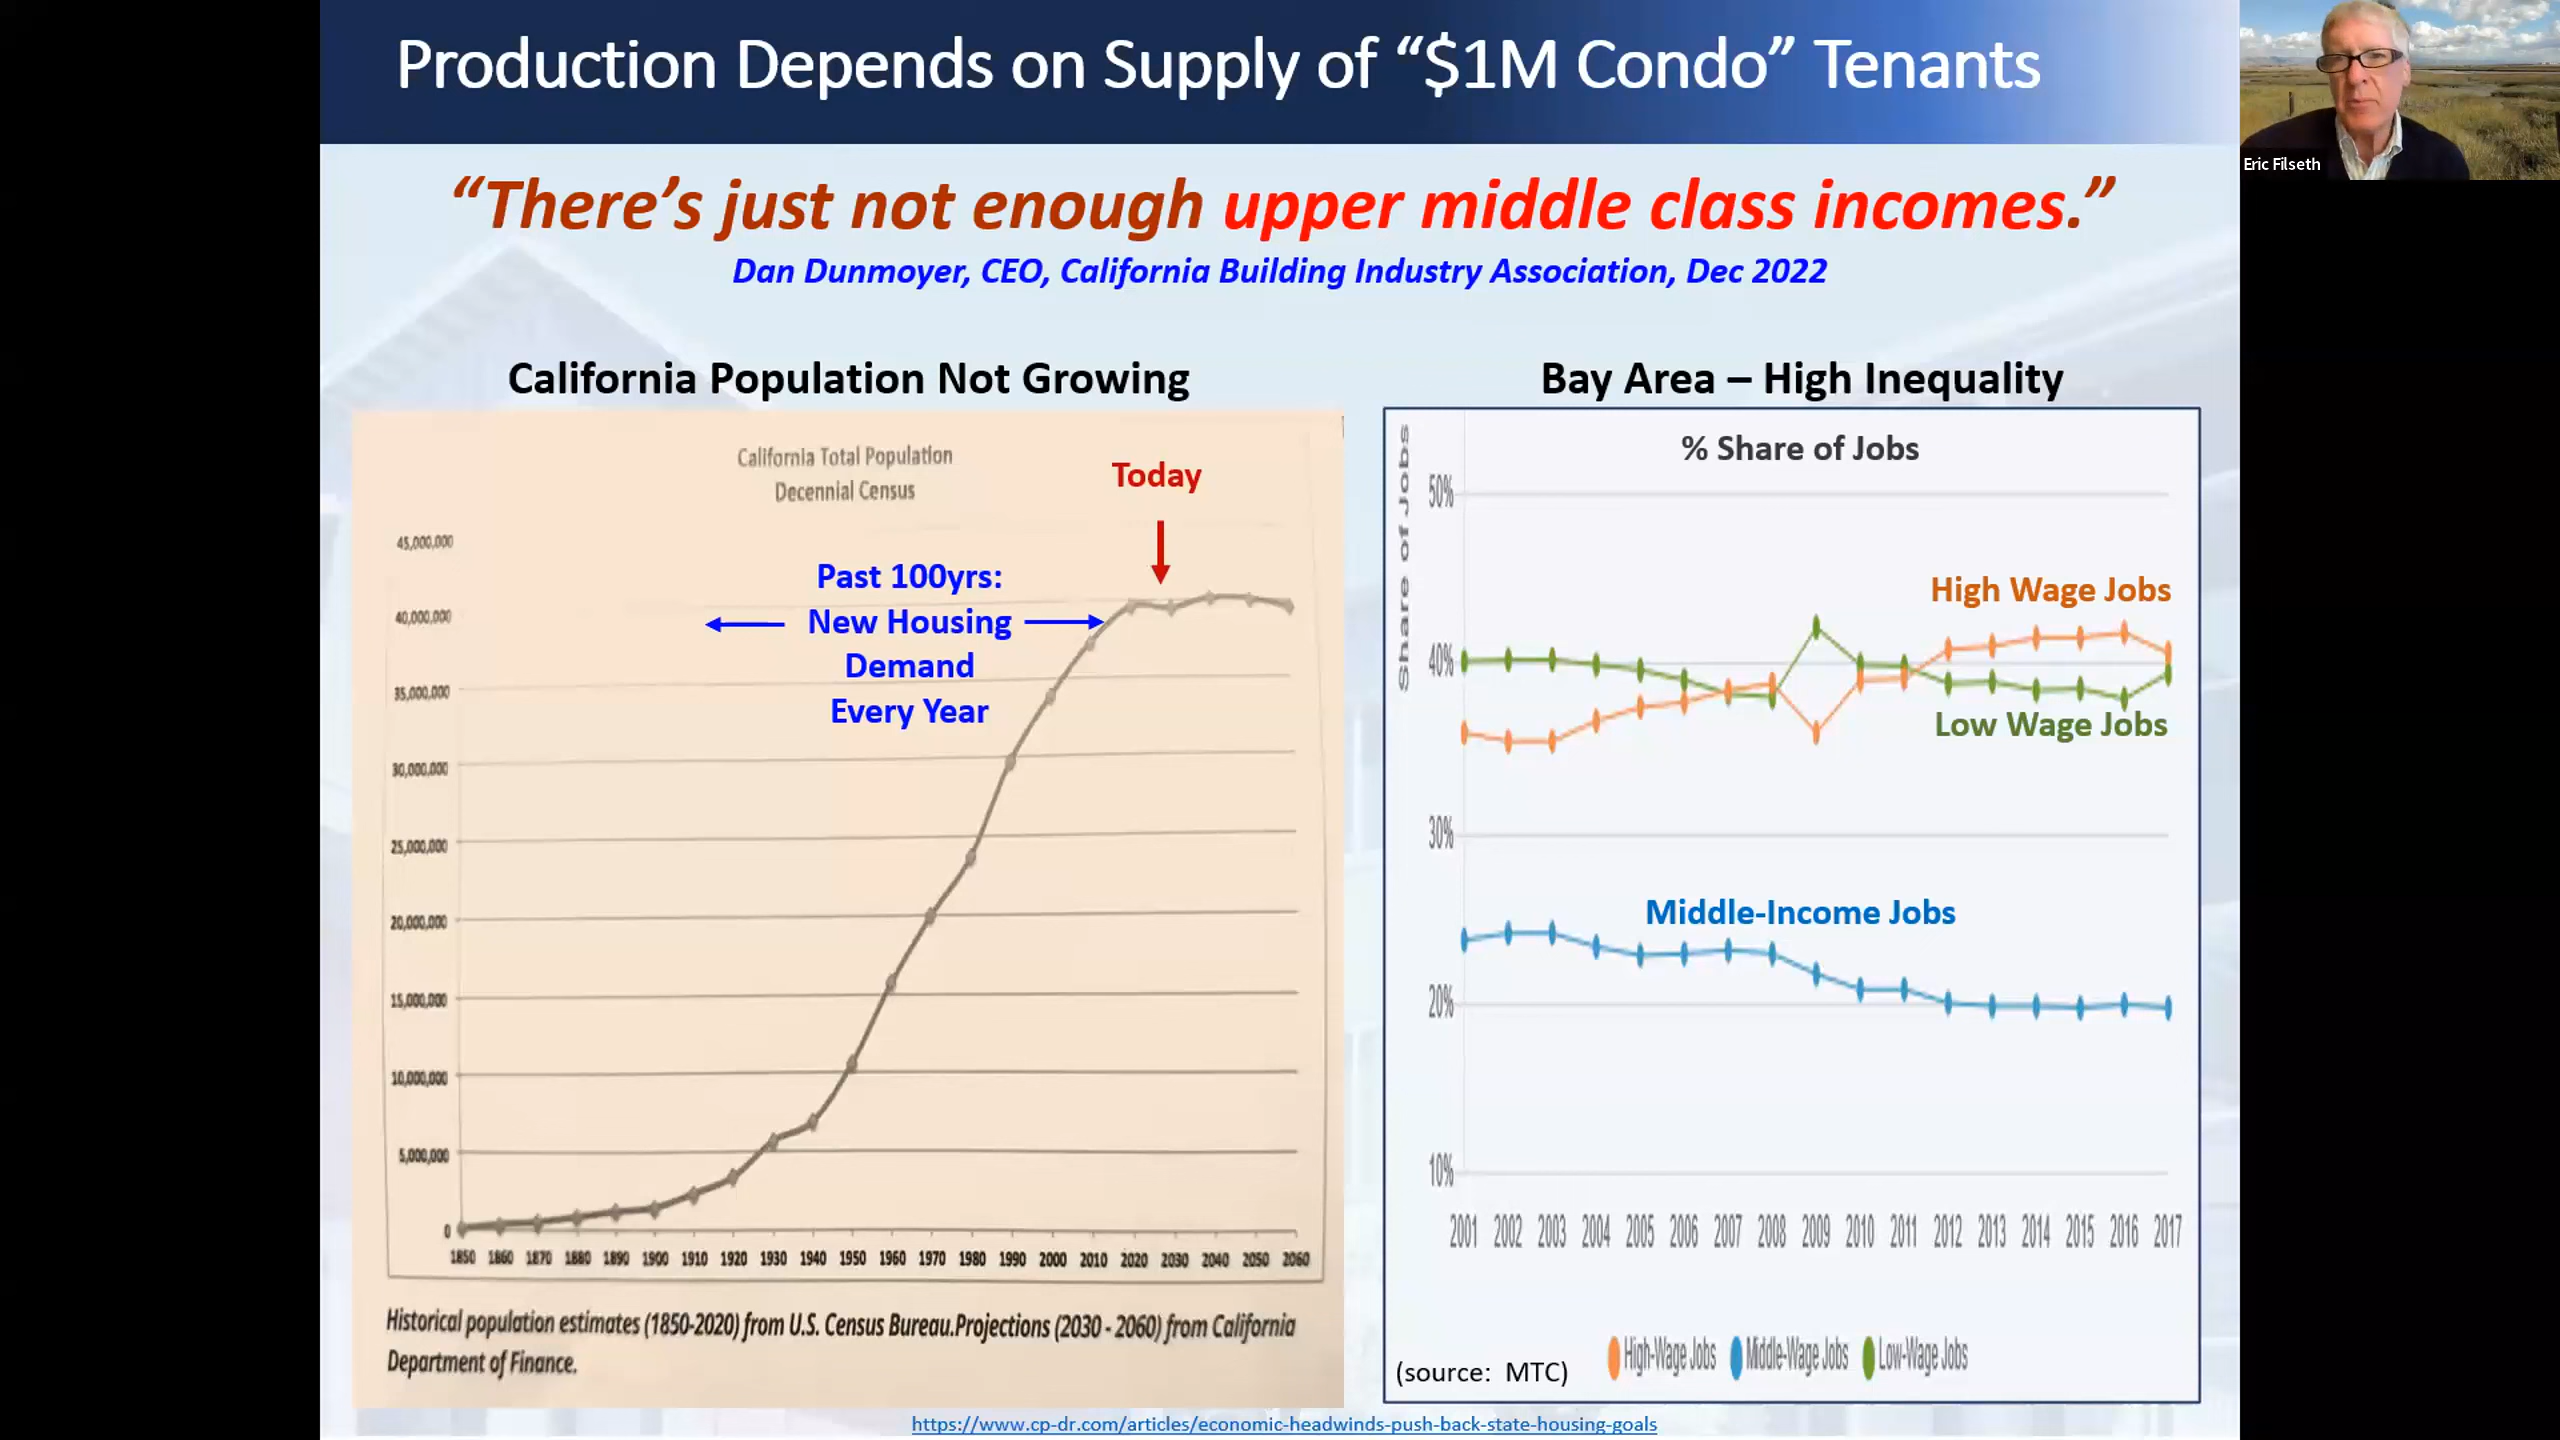 Production Depends on Supply of “$1M Condo” Tenants
Eric Filseth
“There’s just not enough upper middle class incomes.”
Dan Dunmoyer, CEO, California Building Industry Association, Dec 2022
California Population Not Growing
California Total Population
Decennial Census
Today
Past 100yrs:
New Housing
Demand
Every Year
45,000,000
40,000,000
35,000,000
30,000,000
25,000,000
20,000,000
15,000,000
10,000,000
5,000,000
0
1850 1860 1870 1880 1890 1900 1910 1920 1930 1940 1950 1960 1970 1980 1990 2000 2010 2020 2030 2040 2050 2060
Historical population estimates (1850-2020) from U.S. Census Bureau.Projections (2030 - 2060) from California
Department of Finance.
Bay Area – High Inequality
% Share of Jobs
Share of Jobs
50%
40%
30%
20%
10%
High Wage Jobs
Low Wage Jobs
Middle-Income Jobs
2001 2002 2003 2004 2005 2006 2007 2008 2009 2010 2011 2012 2013 2014 2015 2016 2017
High-Wage Jobs Middle-Wage Jobs Low-Wage Jobs
(source: MTC)
https://www.cp-dr.com/articles/economic-headwinds-push-back-state-housing-goals